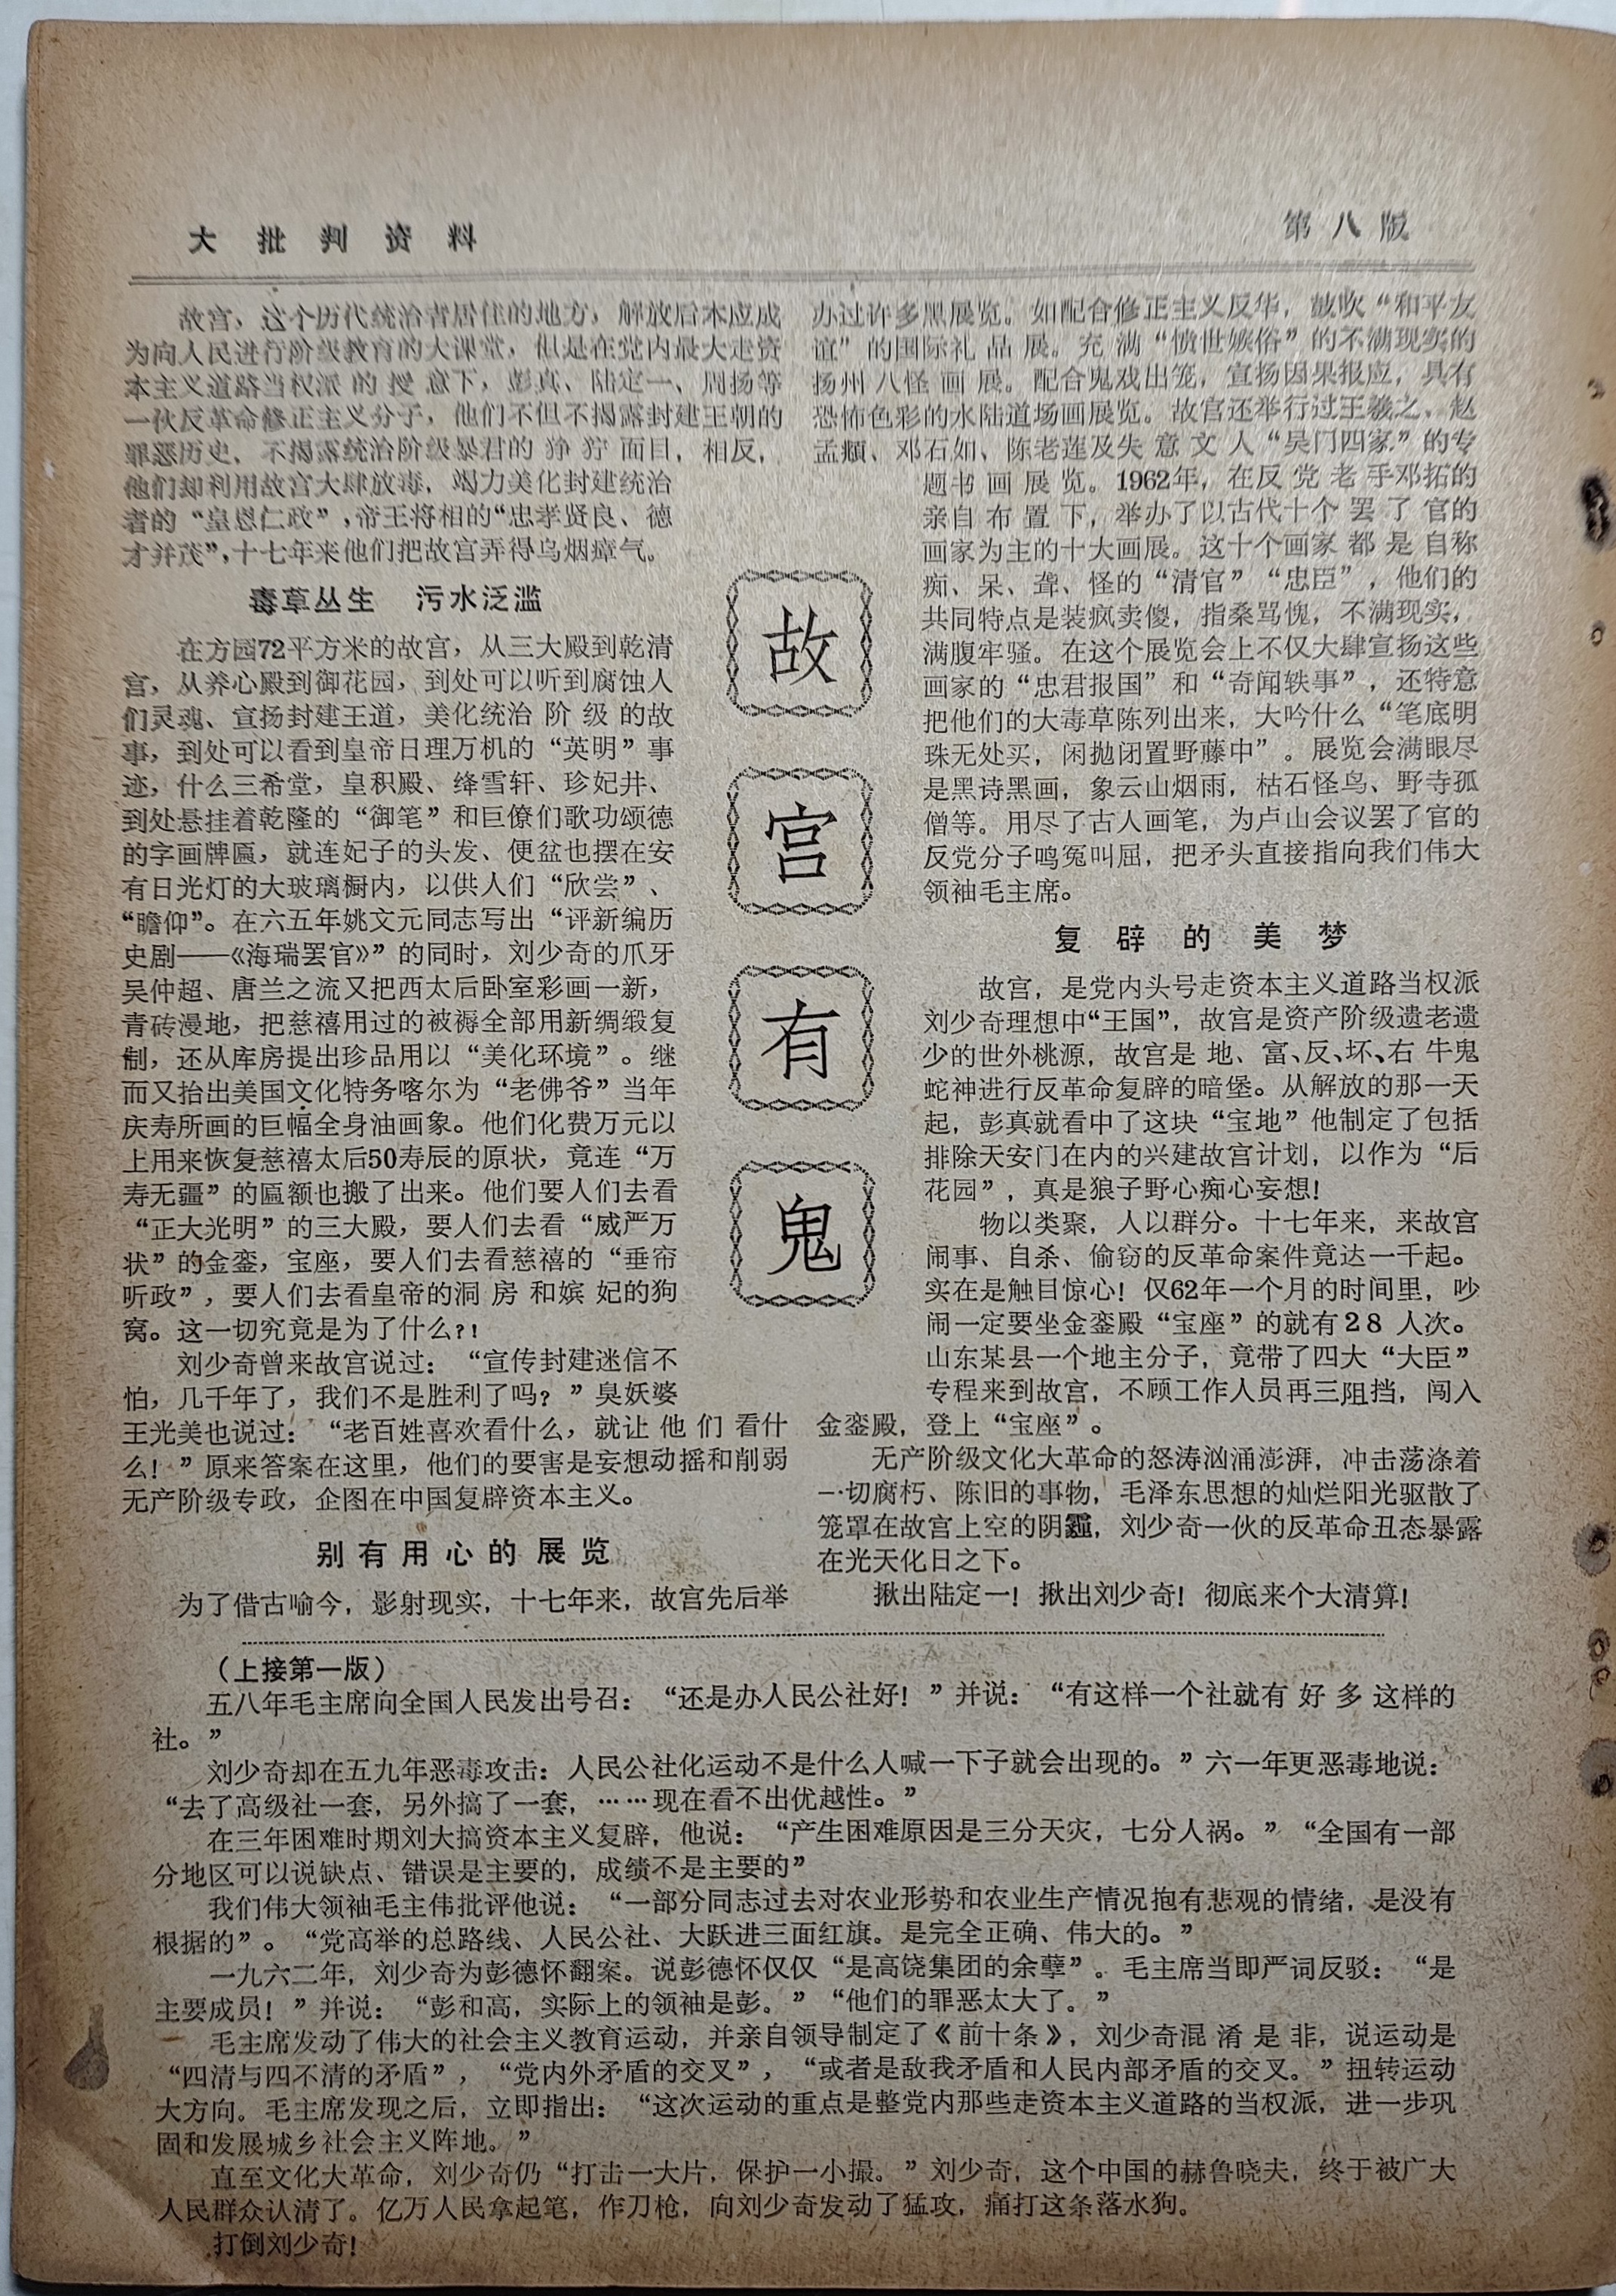 大批判资料
第八版
故宫，这个历代统治者居住的地方，解放后本应成
为向人民进行阶级教育的大课堂，但是在党内最大走资
本主义道路当权派的授意下，彭真、陆定一、周扬等
一伙反革命修正主义分子，他们不但不揭露封建王朝的
罪恶历史，不揭露统治阶级暴君的狰狞面目，相反，
他们却利用故宫大肆放毒，竭力美化封建统治
者的“皇恩仁政”，帝王将相的“忠孝贤良、德
才并茂”，十七年来他们把故宫弄得乌烟瘴气。
毒草丛生　污水泛滥
在方园72平方米的故宫，从三大殿到乾清
宫，从养心殿到御花园，到处可以听到腐蚀人
们灵魂、宣扬封建王道，美化统治阶级的故
事，到处可以看到皇帝日理万机的“英明”事
迹，什么三希堂，皇积殿、绛雪轩、珍妃井、
到处悬挂着乾隆的“御笔”和巨僚们歌功颂德
的字画牌匾，就连妃子的头发、便盆也摆在安
有日光灯的大玻璃橱内，以供人们“欣尝”、
“瞻仰”。在六五年姚文元同志写出“评新编历
史剧——《海瑞罢官》”的同时，刘少奇的爪牙
吴仲超、唐兰之流又把西太后卧室彩画一新，
青砖漫地，把慈禧用过的被褥全部用新绸缎复
制，还从库房提出珍品用以“美化环境”。继
而又抬出美国文化特务喀尔为“老佛爷”当年
庆寿所画的巨幅全身油画象。他们化费万元以
上用来恢复慈禧太后50寿辰的原状，竟连“万
寿无疆”的匾额也搬了出来。他们要人们去看
“正大光明”的三大殿，要人们去看“威严万
状”的金銮，宝座，要人们去看慈禧的“垂帘
听政”，要人们去看皇帝的洞房和嫔妃的狗
窝。这一切究竟是为了什么？！
刘少奇曾来故宫说过：“宣传封建迷信不
怕，几千年了，我们不是胜利了吗？”臭妖婆
王光美也说过：“老百姓喜欢看什么，就让他们看什
么！”原来答案在这里，他们的要害是妄想动摇和削弱
无产阶级专政，企图在中国复辟资本主义。
别有用心的展览
为了借古喻今，影射现实，十七年来，故宫先后举
故
宫
有
鬼
办过许多黑展览。如配合修正主义反华，鼓吹“和平友
谊”的国际礼品展。充满“愤世嫉俗”的不满现实的
扬州八怪画展。配合鬼戏出笼，宣扬因果报应，具有
恐怖色彩的水陆道场画展览。故宫还举行过王羲之、赵
孟頫、邓石如、陈老莲及失意文人“吴门四家”的专
题书画展览。1962年，在反党老手邓拓的
亲自布置下，举办了以古代十个罢了官的
画家为主的十大画展。这十个画家都是自称
痴、呆、聋、怪的“清官”“忠臣”，他们的
共同特点是装疯卖傻，指桑骂愧，不满现实，
满腹牢骚。在这个展览会上不仅大肆宣扬这些
画家的“忠君报国”和“奇闻轶事”，还特意
把他们的大毒草陈列出来，大吟什么“笔底明
珠无处买，闲抛闭置野藤中”。展览会满眼尽
是黑诗黑画，象云山烟雨，枯石怪鸟、野寺孤
僧等。用尽了古人画笔，为卢山会议罢了官的
反党分子鸣冤叫屈，把矛头直接指向我们伟大
领袖毛主席。
复辟的美梦
故宫，是党内头号走资本主义道路当权派
刘少奇理想中“王国”，故宫是资产阶级遗老遗
少的世外桃源，故宫是地、富、反、坏、右牛鬼
蛇神进行反革命复辟的暗堡。从解放的那一天
起，彭真就看中了这块“宝地”他制定了包括
排除天安门在内的兴建故宫计划，以作为“后
花园”，真是狼子野心痴心妄想！
物以类聚，人以群分。十七年来，来故宫
闹事、自杀、偷窃的反革命案件竟达一千起。
实在是触目惊心！仅62年一个月的时间里，吵
闹一定要坐金銮殿“宝座”的就有28人次。
山东某县一个地主分子，竟带了四大“大臣”
专程来到故宫，不顾工作人员再三阻挡，闯入
金銮殿，登上“宝座”。
无产阶级文化大革命的怒涛汹涌澎湃，冲击荡涤着
一切腐朽、陈旧的事物，毛泽东思想的灿烂阳光驱散了
笼罩在故宫上空的阴霾，刘少奇一伙的反革命丑态暴露
在光天化日之下。
揪出陆定一！揪出刘少奇！彻底来个大清算！
（上接第一版）
五八年毛主席向全国人民发出号召：“还是办人民公社好！”并说：“有这样一个社就有好多这样的
社。”
刘少奇却在五九年恶毒攻击：人民公社化运动不是什么人喊一下子就会出现的。”六一年更恶毒地说：
“去了高级社一套，另外搞了一套，……现在看不出优越性。”
在三年困难时期刘大搞资本主义复辟，他说：“产生困难原因是三分天灾，七分人祸。”“全国有一部
分地区可以说缺点、错误是主要的，成绩不是主要的”
我们伟大领袖毛主伟批评他说：“一部分同志过去对农业形势和农业生产情况抱有悲观的情绪，是没有
根据的”。“党高举的总路线、人民公社、大跃进三面红旗。是完全正确、伟大的。”
一九六二年，刘少奇为彭德怀翻案。说彭德怀仅仅“是高饶集团的余孽”。毛主席当即严词反驳：“是
主要成员！”并说：“彭和高，实际上的领袖是彭。”“他们的罪恶太大了。”
毛主席发动了伟大的社会主义教育运动，并亲自领导制定了《前十条》，刘少奇混淆是非，说运动是
“四清与四不清的矛盾”，“党内外矛盾的交叉”，“或者是敌我矛盾和人民内部矛盾的交叉。”扭转运动
大方向。毛主席发现之后，立即指出：“这次运动的重点是整党内那些走资本主义道路的当权派，进一步巩
固和发展城乡社会主义阵地。”
直至文化大革命，刘少奇仍“打击一大片，保护一小撮。”刘少奇，这个中国的赫鲁晓夫，终于被广大
人民群众认清了。亿万人民拿起笔，作刀枪，向刘少奇发动了猛攻，痛打这条落水狗。
打倒刘少奇！